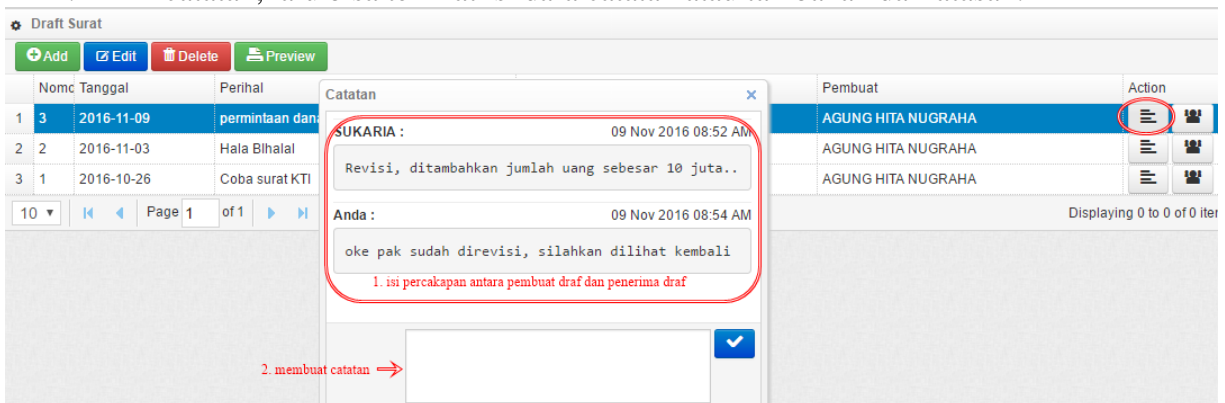 Draft Surat
Add Edit Delete Preview
Nomo Tanggal Perihal Pembuat Action
1 3 2016-11-09 permintaan dana AGUNG HITA NUGRAHA
2 2 2016-11-03 Hala BIhalal AGUNG HITA NUGRAHA
3 1 2016-10-26 Coba surat KTI AGUNG HITA NUGRAHA
10 Page 1 of 1 Displaying 0 to 0 of 0 iter
Catatan ×
SUKARIA : 09 Nov 2016 08:52 AM
Revisi, ditambahkan jumlah uang sebesar 10 juta..
Anda : 09 Nov 2016 08:54 AM
oke pak sudah direvisi, silahkan dilihat kembali
1. isi percakapan antara pembuat draf dan penerima draf
2. membuat catatan